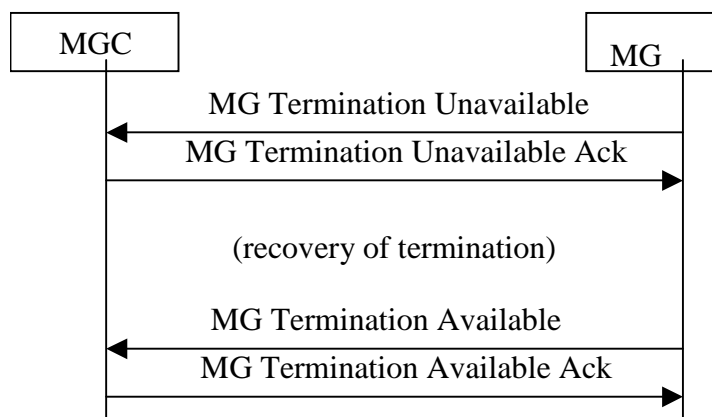 MGC
MG
MG Termination Unavailable
MG Termination Unavailable Ack
(recovery of termination)
MG Termination Available
MG Termination Available Ack